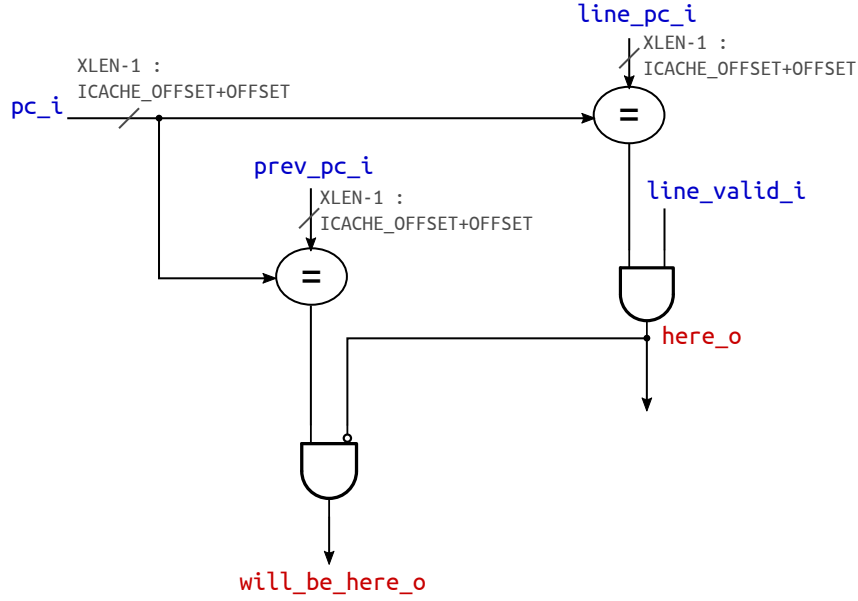 line_pc_i
XLEN-1 :
ICACHE_OFFSET+OFFSET
XLEN-1 :
ICACHE_OFFSET+OFFSET
pc_i
=
prev_pc_i
XLEN-1 :
ICACHE_OFFSET+OFFSET
line_valid_i
=
here_o
will_be_here_o